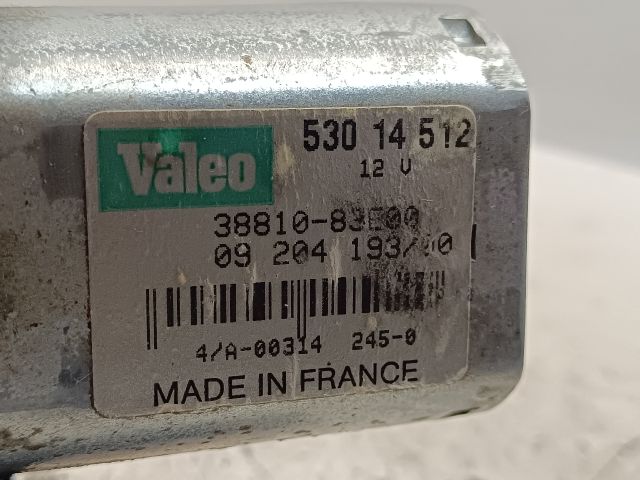 Valeo
530 14 512
12 V
38810-83E00
09 204 193/00
4/A-00314 245-0
MADE IN FRANCE